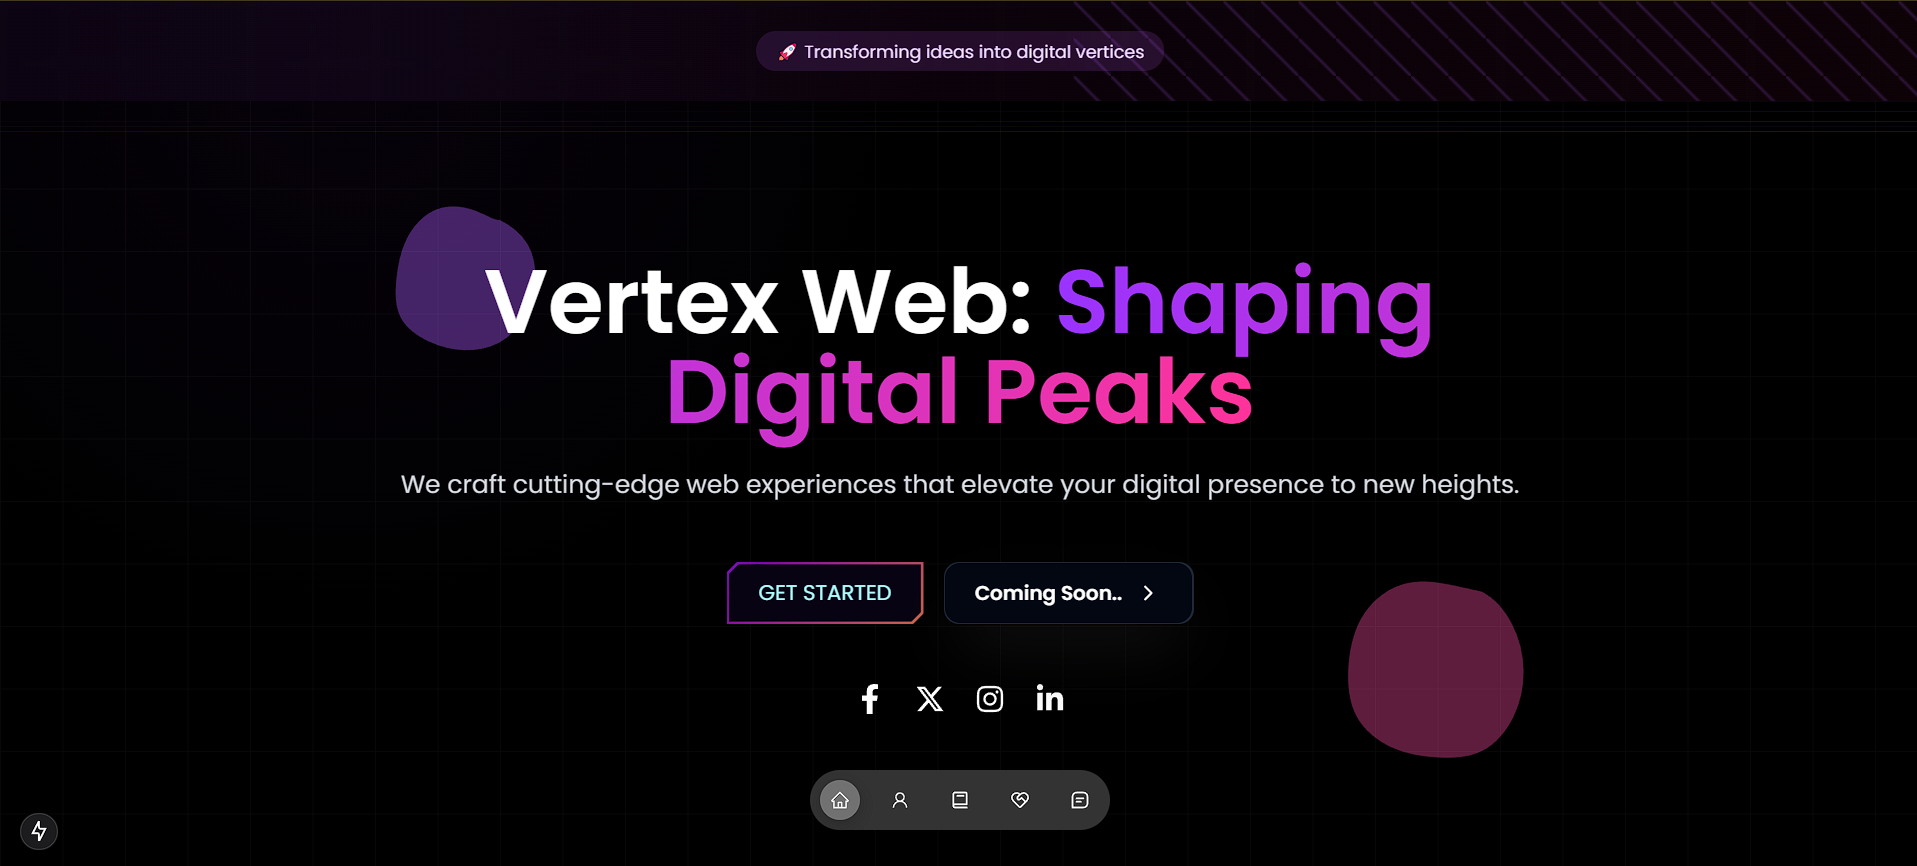 🚀 Transforming ideas into digital vertices
Vertex Web: Shaping
Digital Peaks
We craft cutting-edge web experiences that elevate your digital presence to new heights.
GET STARTED
Coming Soon..